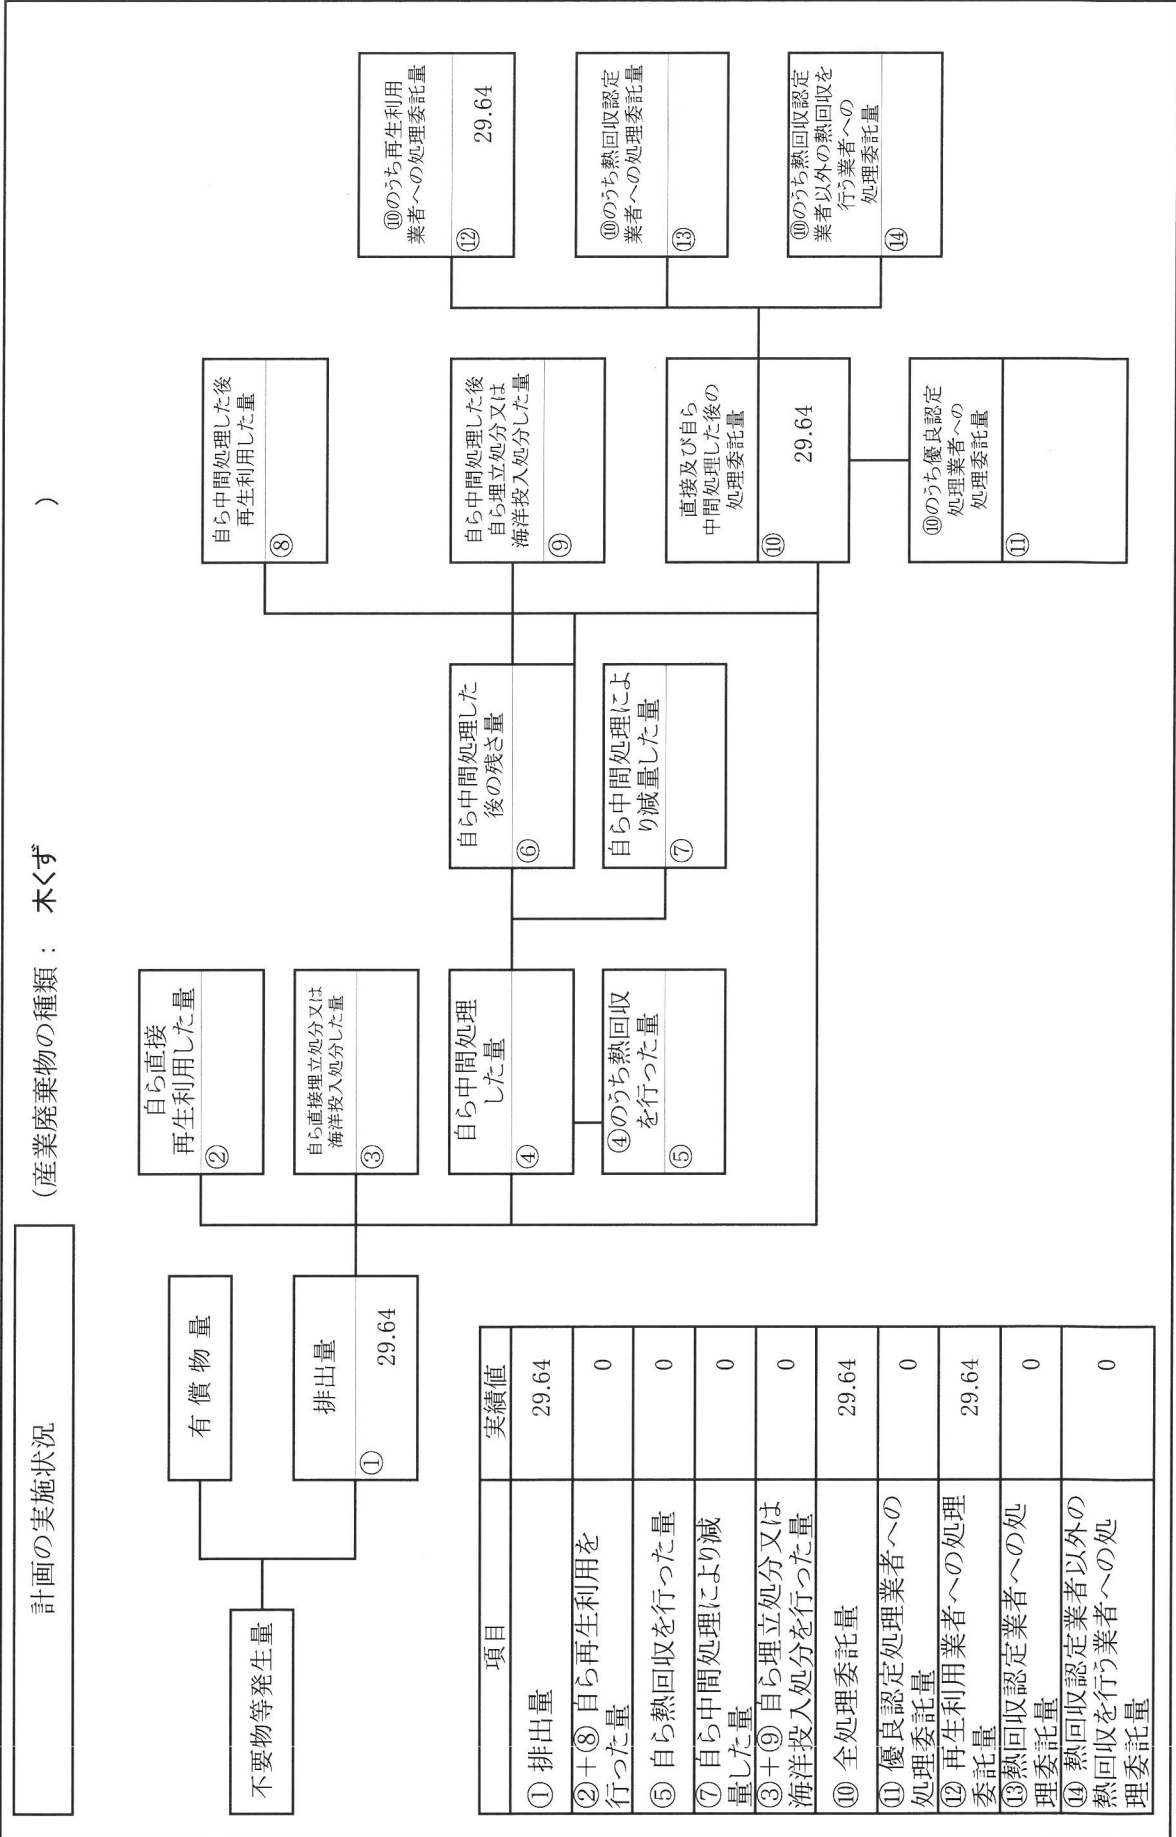 計画の実施状況
(産業廃棄物の種類： 木くず )
不要物等発生量
有償物量
排出量
①
29.64
自ら直接
再生利用した量
②
自ら直接埋立処分又は
海洋投入処分した量
③
自ら中間処理
した量
④
④のうち熱回収
を行った量
⑤
自ら中間処理した
後の残さ量
⑥
自ら中間処理によ
り減量した量
⑦
自ら中間処理した後
再生利用した量
⑧
自ら中間処理した後
自ら埋立処分又は
海洋投入処分した量
⑨
直接及び自ら
中間処理した後の
処理委託量
⑩
29.64
⑩のうち優良認定
処理業者への
処理委託量
⑪
⑩のうち再生利用
業者への処理委託量
⑫
29.64
⑩のうち熱回収認定
業者への処理委託量
⑬
⑩のうち熱回収認定
業者以外の熱回収を
行う業者への
処理委託量
⑭
項目 実績値
① 排出量 29.64
②＋⑧ 自ら再生利用を
行った量 0
⑤ 自ら熱回収を行った量 0
⑦ 自ら中間処理により減
量した量 0
③＋⑨ 自ら埋立処分又は
海洋投入処分を行った量 0
⑩ 全処理委託量 29.64
⑪ 優良認定処理業者への
処理委託量 0
⑫ 再生利用業者への処理
委託量 29.64
⑬熱回収認定業者への処
理委託量 0
⑭ 熱回収認定業者以外の
熱回収を行う業者への処
理委託量 0